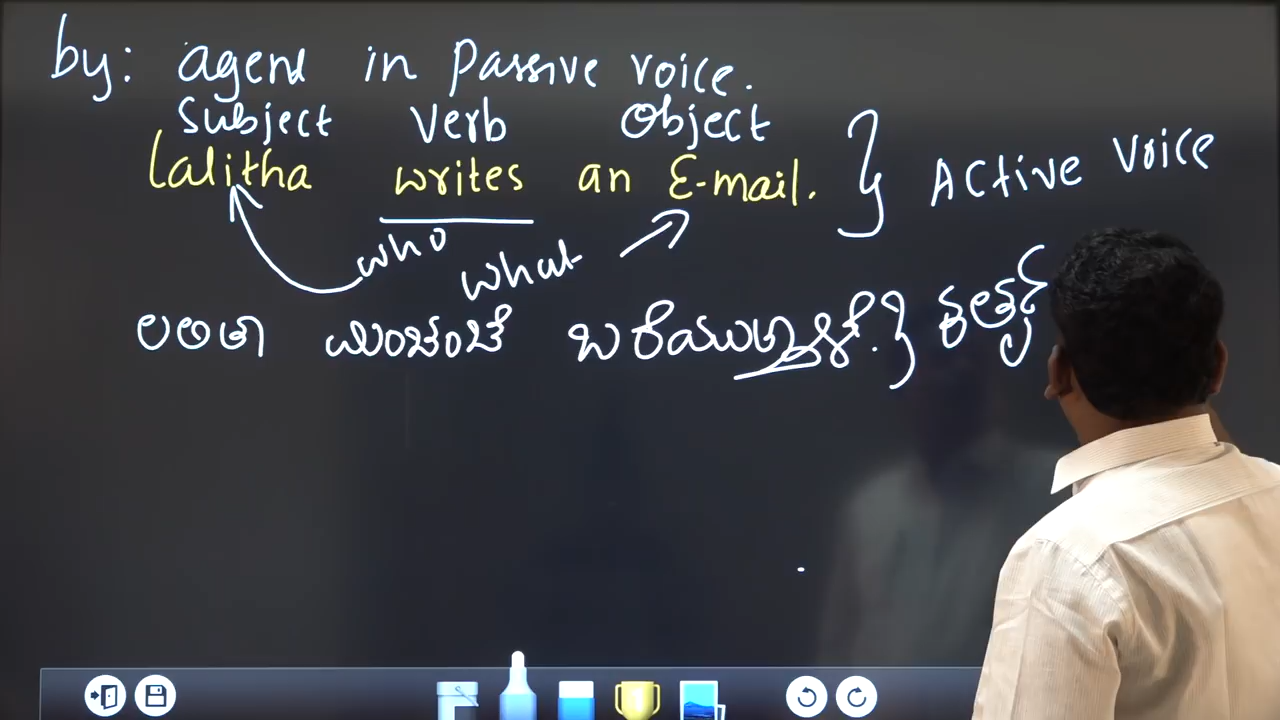 by: agent in passive voice.
Subject Verb Object
Lalitha writes an E-mail. } Active Voice
who
what
ಲಲಿತಾ ಮಿಂಚಂಚೆ ಬರೆಯುತ್ತಾಳೆ. }